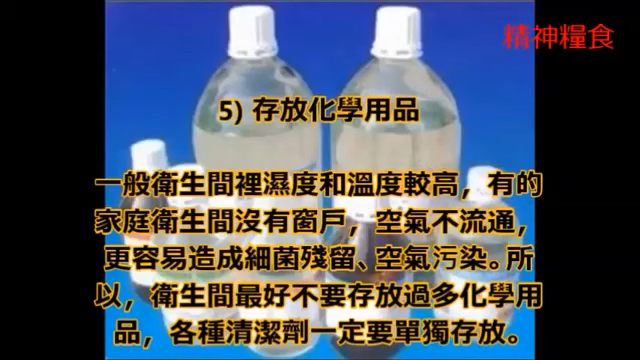 精神糧食
5) 存放化學用品
一般衛生間裡濕度和溫度較高，有的
家庭衛生間沒有窗戶，空氣不流通，
更容易造成細菌殘留、空氣污染。所
以，衛生間最好不要存放過多化學用
品，各種清潔劑一定要單獨存放。